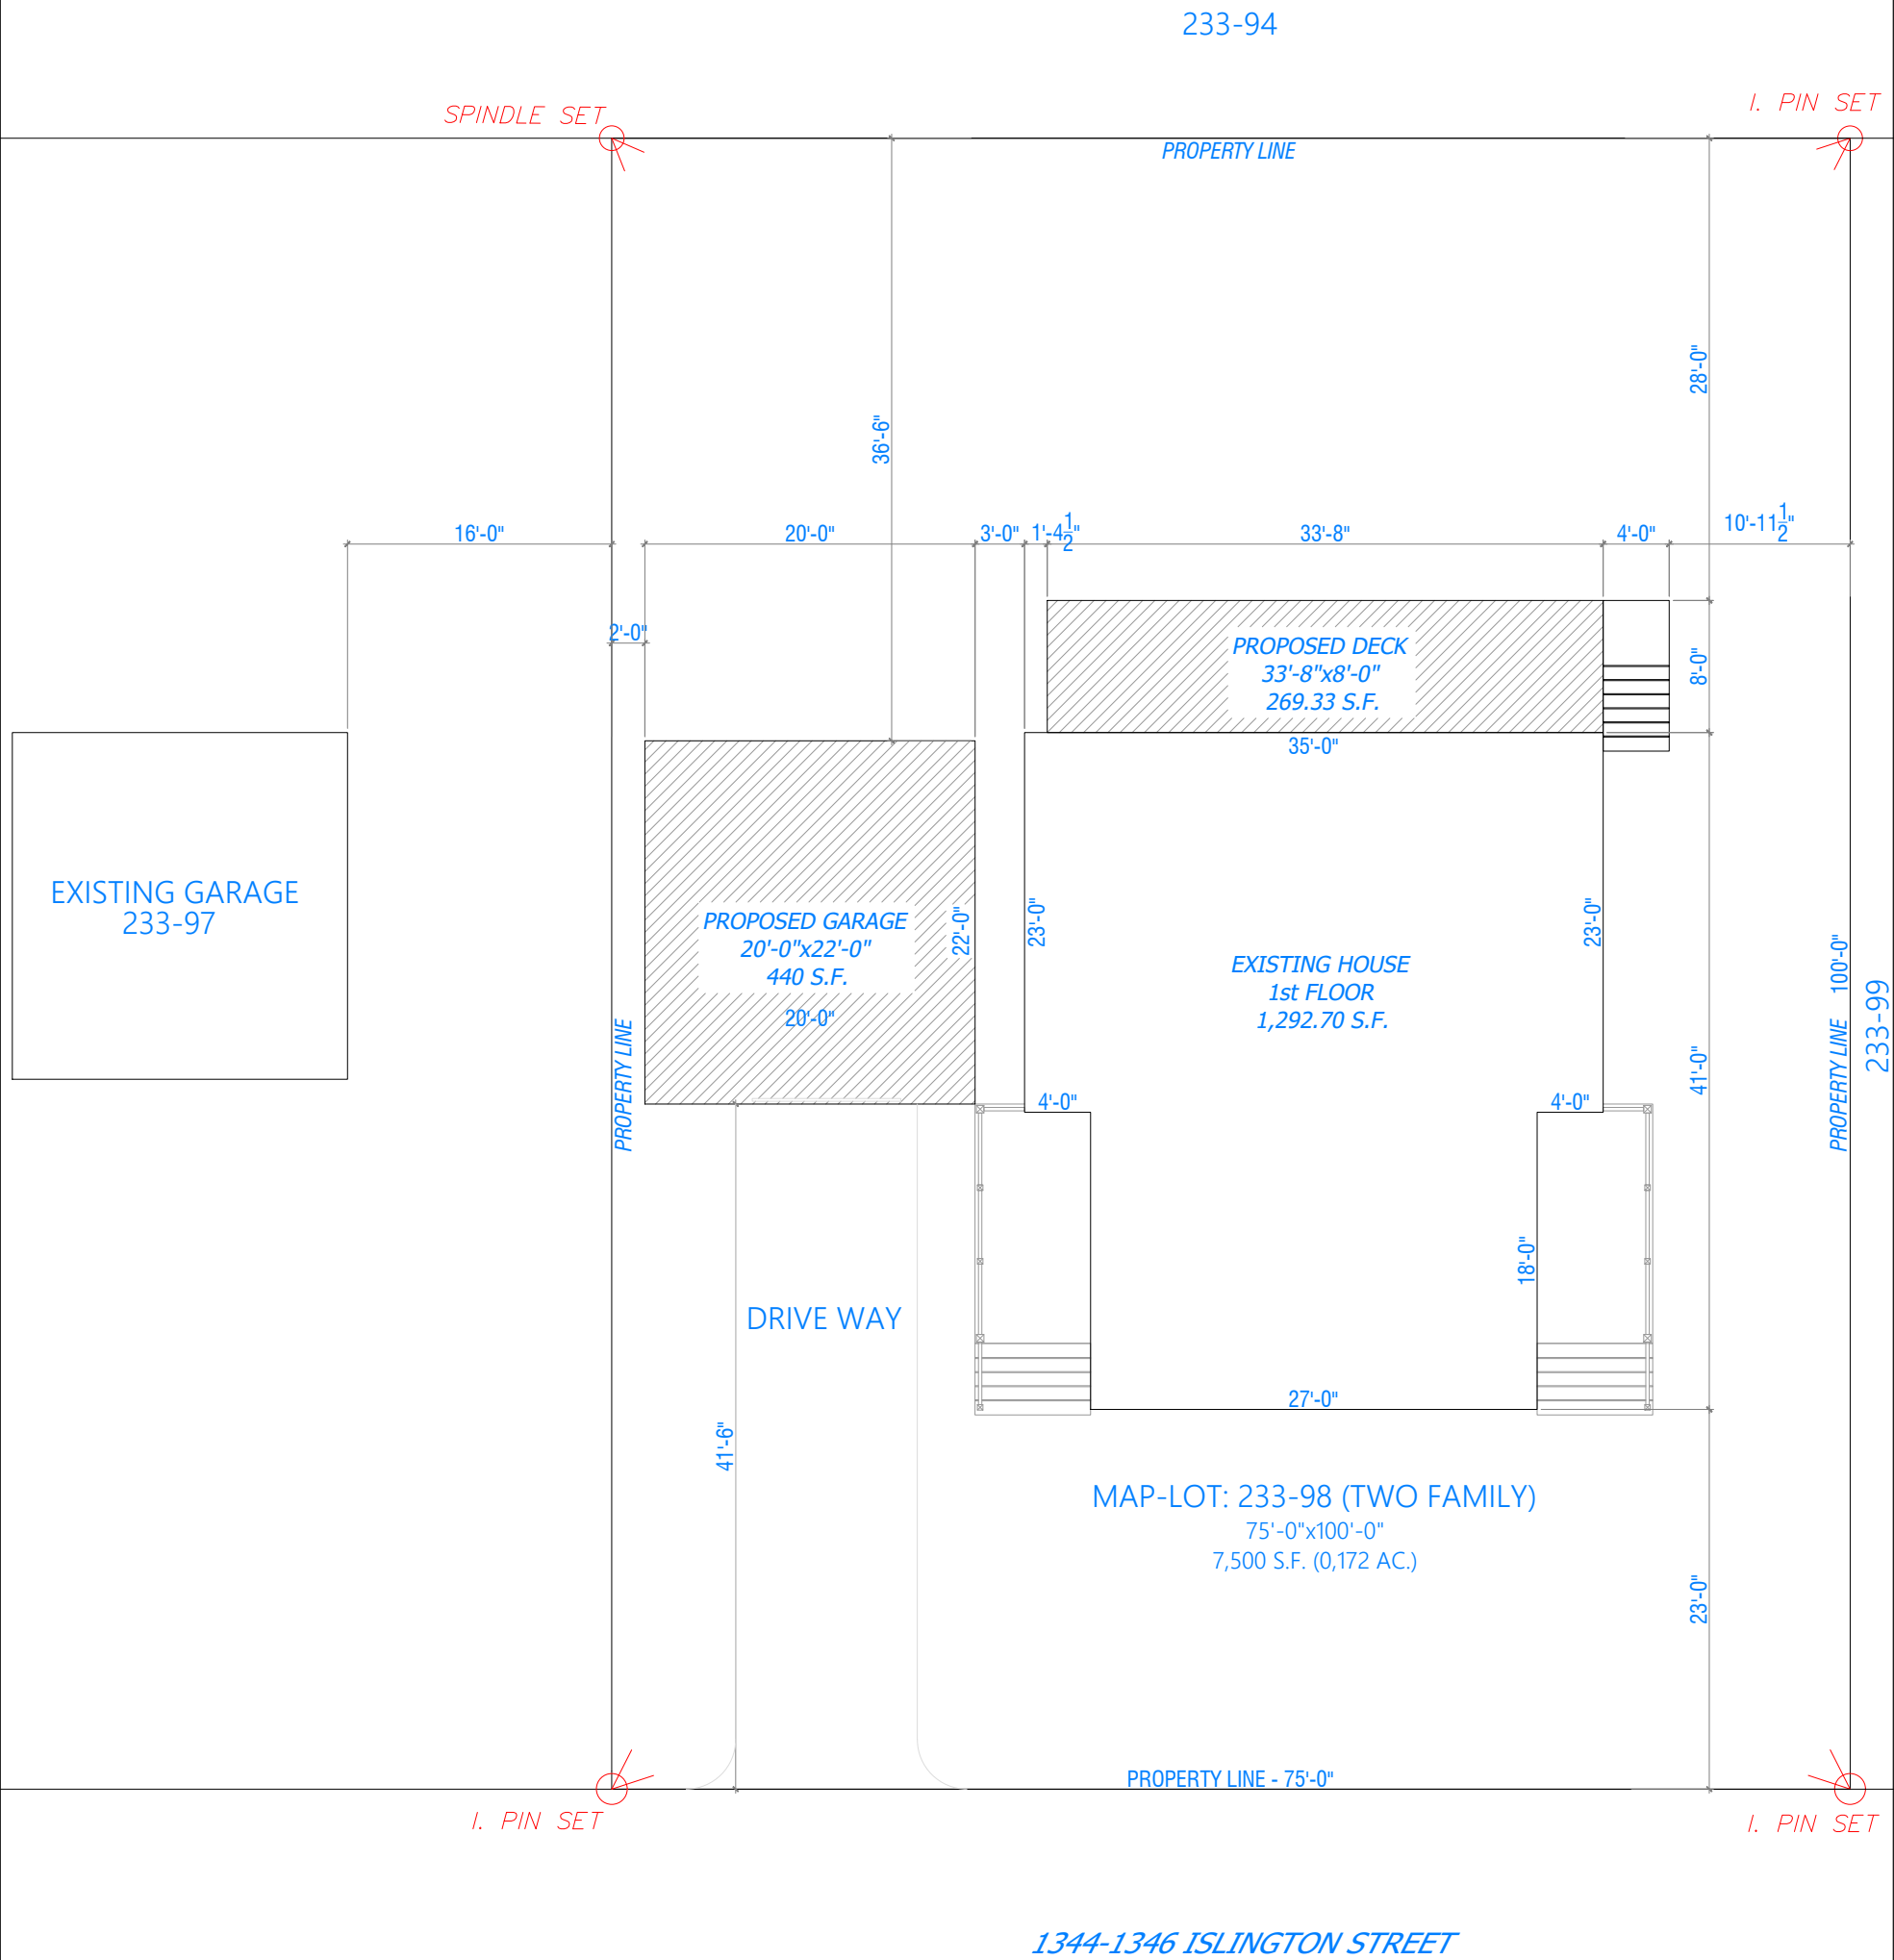 233-94
SPINDLE SET
I. PIN SET
PROPERTY LINE
28'-0"
36'-6"
16'-0"
20'-0"
3'-0"
1'-4 1/2"
33'-8"
4'-0"
10'-11 1/2"
2'-0"
PROPOSED DECK
33'-8"x8'-0"
269.33 S.F.
8'-0"
35'-0"
EXISTING GARAGE
233-97
PROPOSED GARAGE
20'-0"x22'-0"
440 S.F.
20'-0"
22'-0"
23'-0"
23'-0"
EXISTING HOUSE
1st FLOOR
1,292.70 S.F.
PROPERTY LINE
PROPERTY LINE 100'-0"
233-99
41'-0"
4'-0"
4'-0"
18'-0"
DRIVE WAY
27'-0"
41'-6"
MAP-LOT: 233-98 (TWO FAMILY)
75'-0"x100'-0"
7,500 S.F. (0,172 AC.)
23'-0"
PROPERTY LINE - 75'-0"
I. PIN SET
I. PIN SET
1344-1346 ISLINGTON STREET